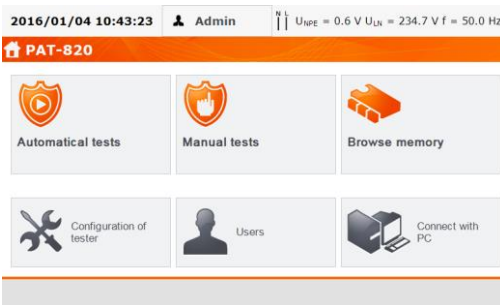 2016/01/04 10:43:23 Admin N L UNPE = 0.6 V ULN = 234.7 V f = 50.0 Hz
PAT-820
Automatical tests Manual tests Browse memory
Configuration of tester Users Connect with PC